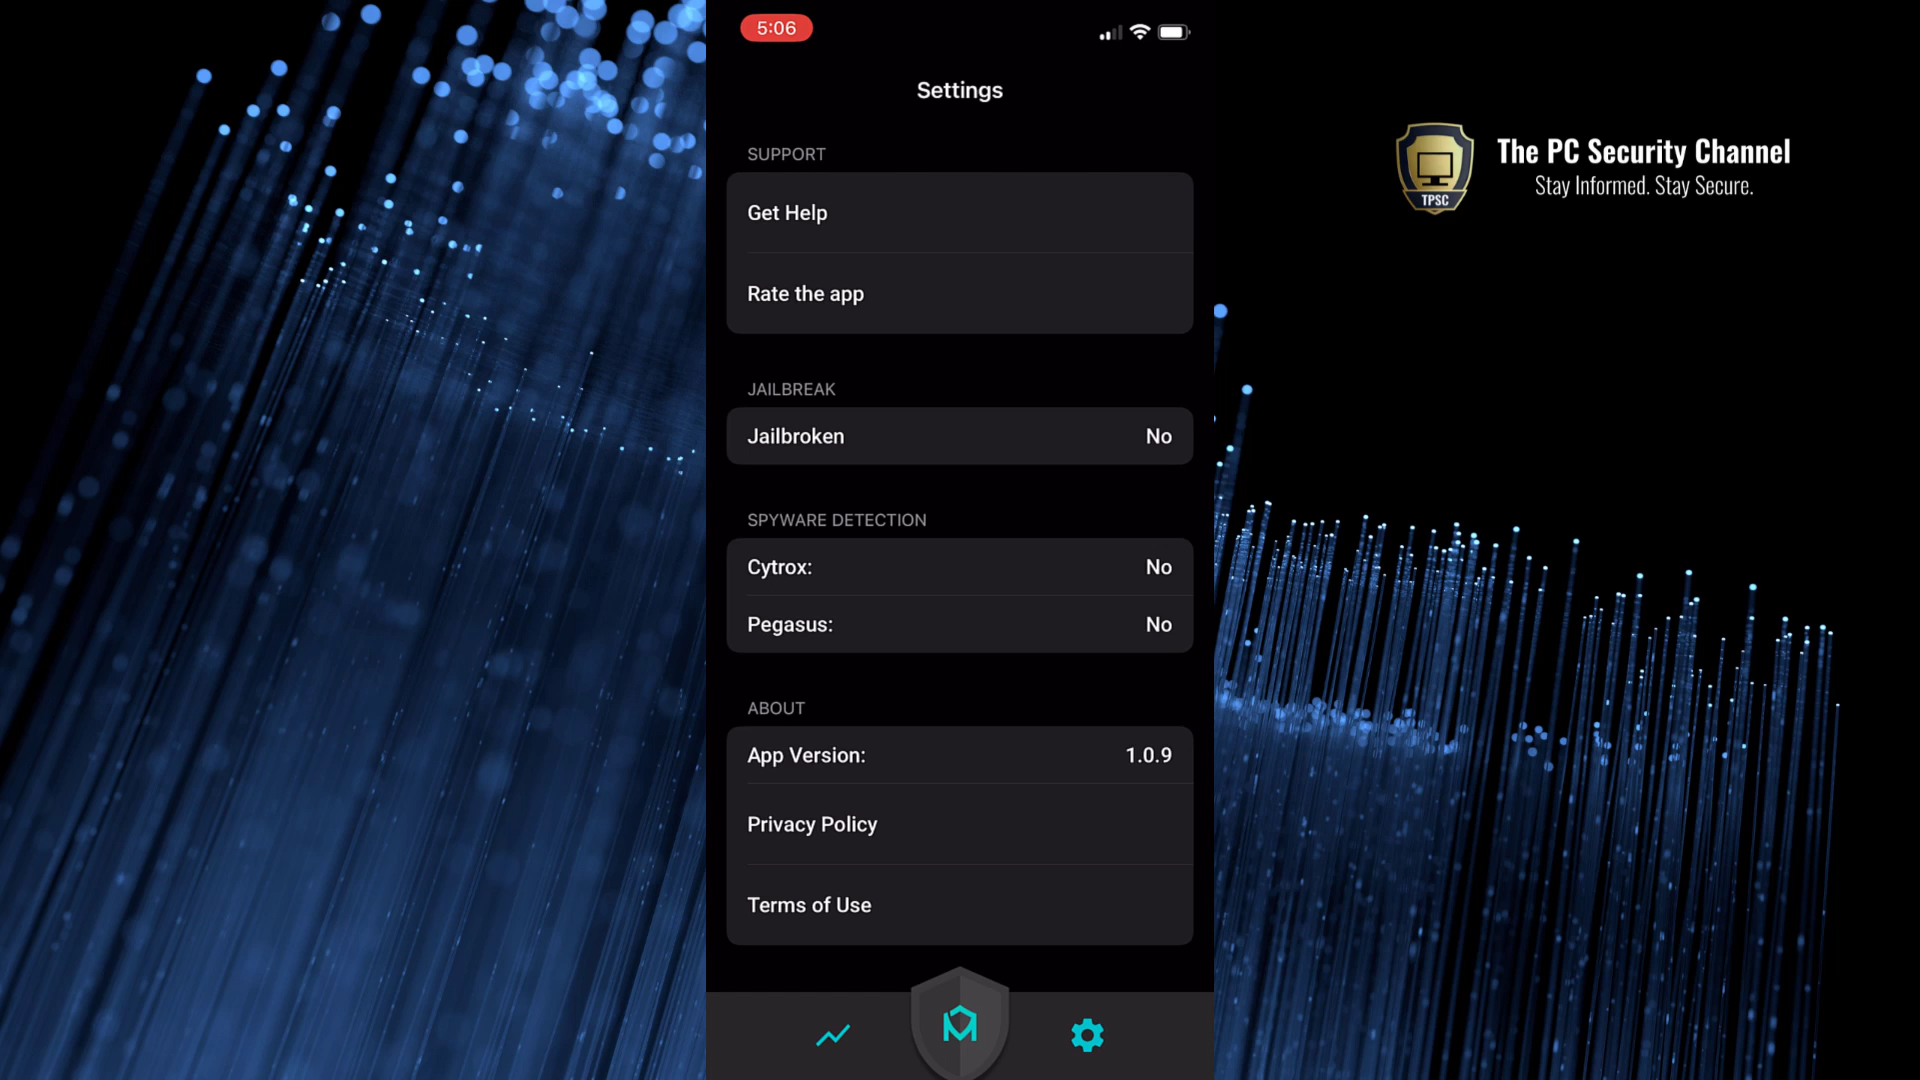 5:06
Settings
SUPPORT
Get Help
Rate the app
JAILBREAK
Jailbroken No
SPYWARE DETECTION
Cytrox: No
Pegasus: No
ABOUT
App Version: 1.0.9
Privacy Policy
Terms of Use
The PC Security Channel
Stay Informed. Stay Secure.
TPSC